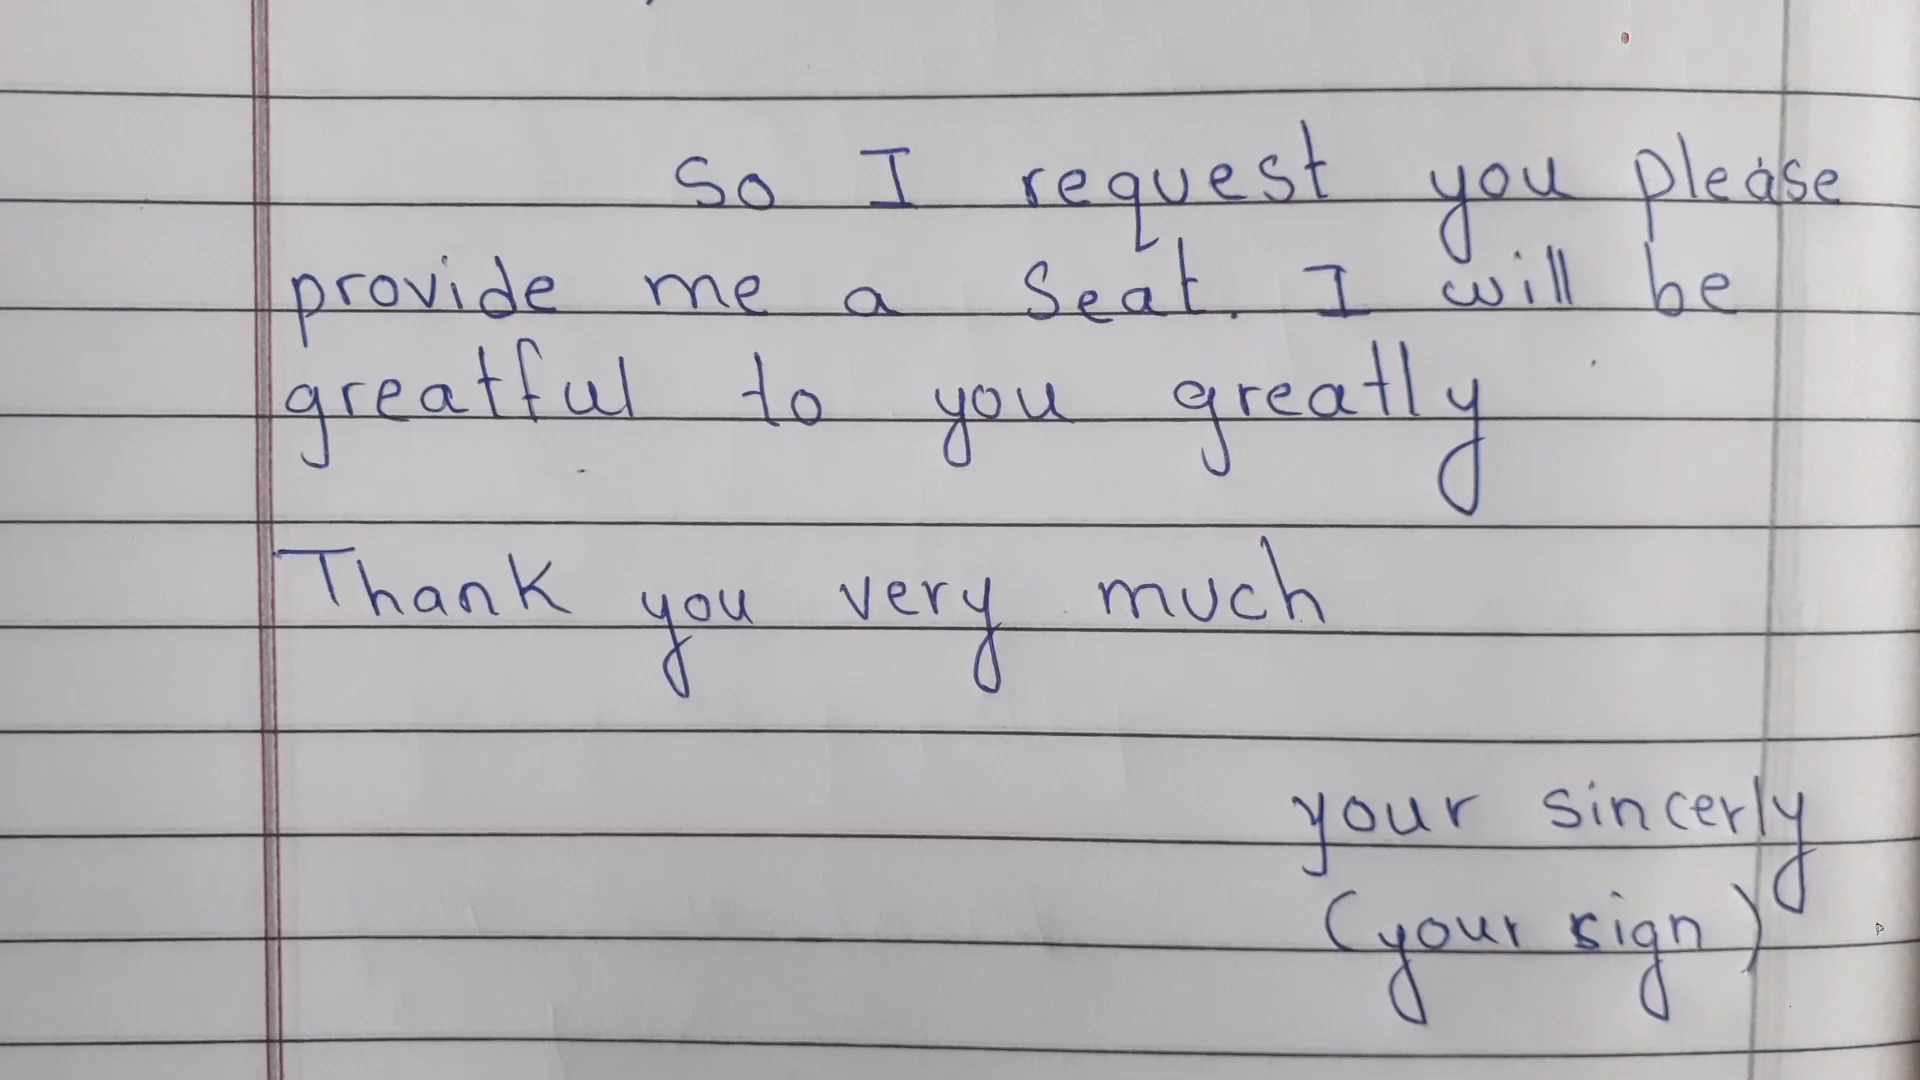 So I request you please
provide me a Seat. I will be
greatful to you greatly
Thank you very much
your sincerly
(your sign)